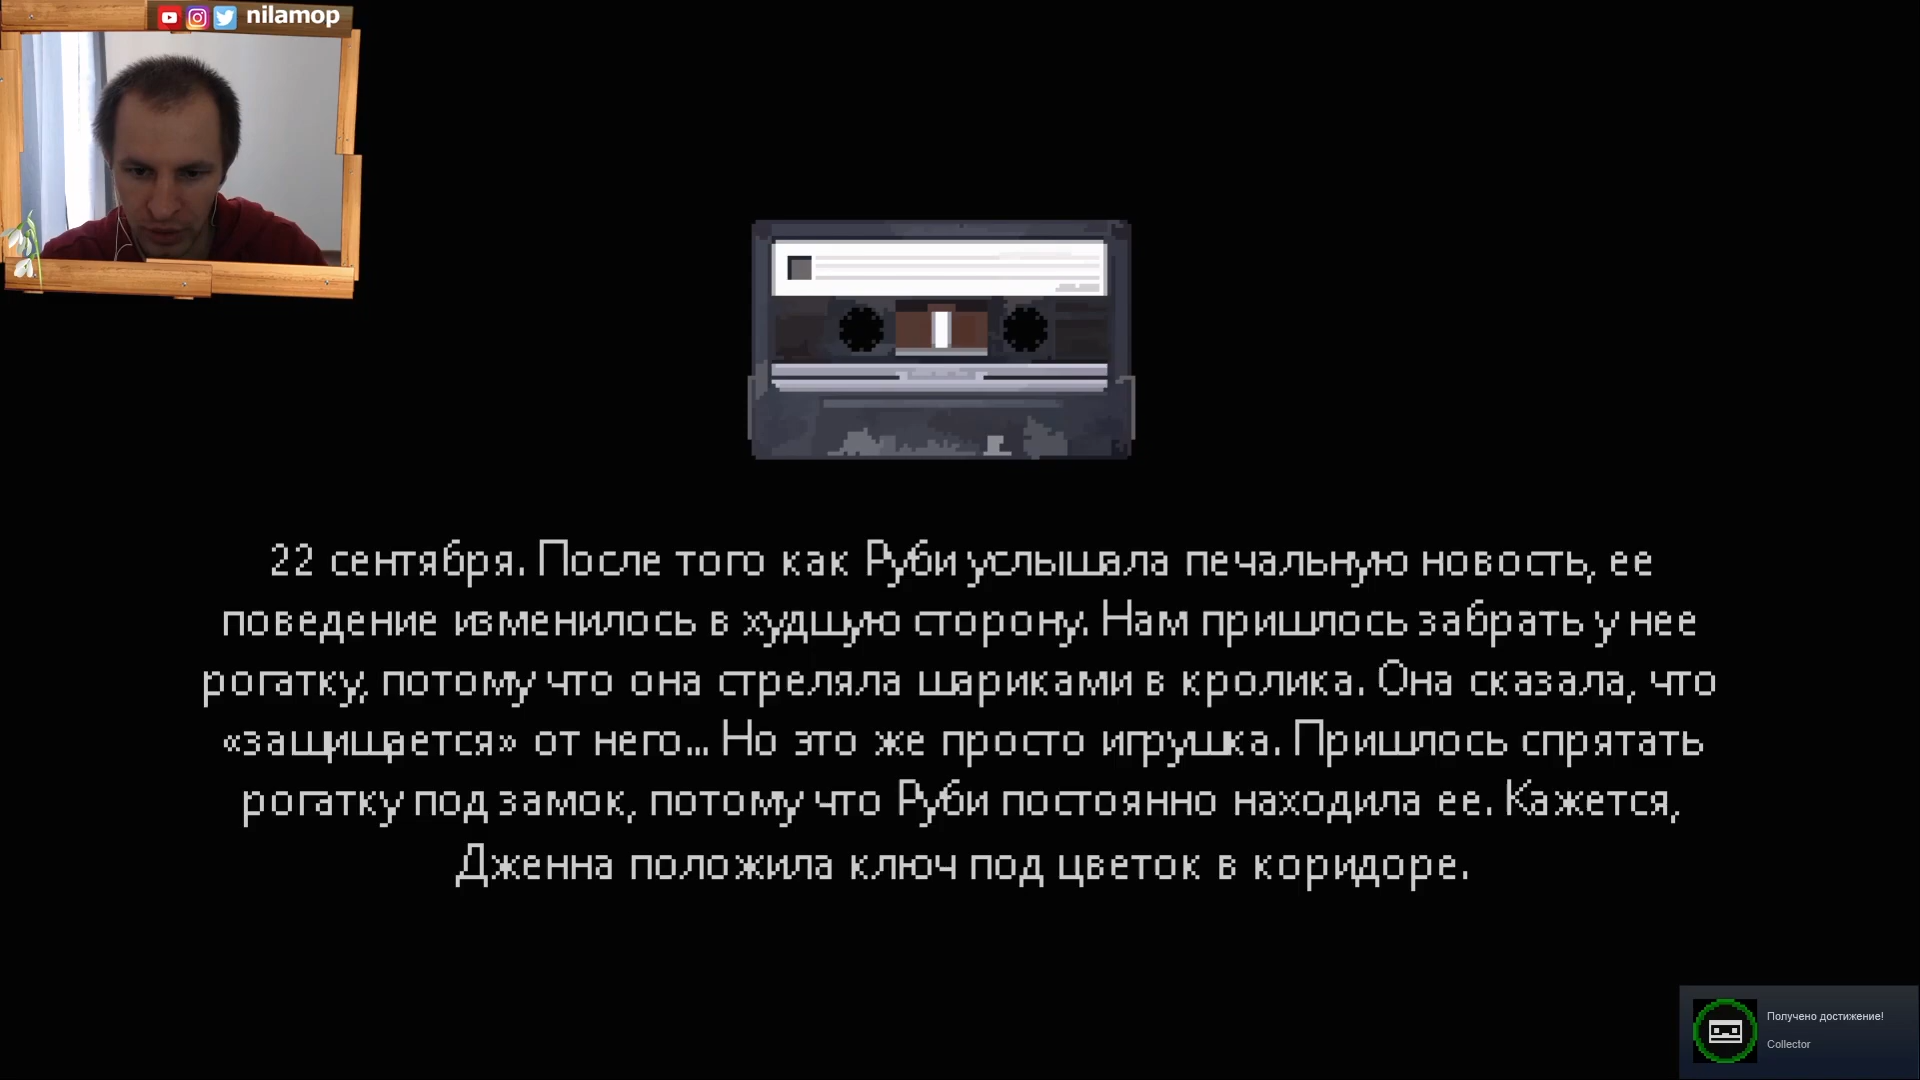 nilamop
22 сентября. После того как Руби услышала печальную новость, ее
поведение изменилось в худшую сторону. Нам пришлось забрать у нее
рогатку, потому что она стреляла шариками в кролика. Она сказала, что
«защищается» от него... Но это же просто игрушка. Пришлось спрятать
рогатку под замок, потому что Руби постоянно находила ее. Кажется,
Дженна положила ключ под цветок в коридоре.
Получено достижение!
Collector